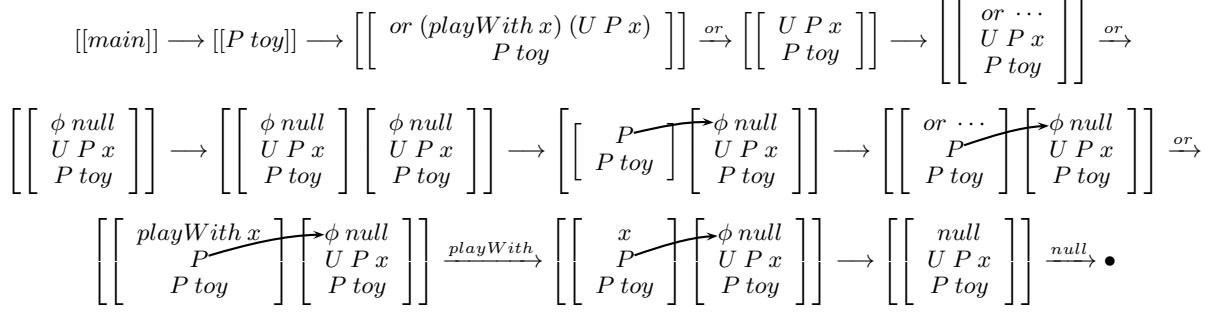 [[main]] ⟶ [[P toy]] ⟶ [[ or (playWith x) (U P x) / P toy ]] —or→ [[ U P x / P toy ]] ⟶ [[ or ⋯ / U P x / P toy ]] —or→
[[ ϕ null / U P x / P toy ]] ⟶ [[ ϕ null / U P x / P toy ] [ ϕ null / U P x / P toy ]] ⟶ [[ P / P toy ] [ ϕ null / U P x / P toy ]] ⟶ [[ or ⋯ / P / P toy ] [ ϕ null / U P x / P toy ]] —or→
[[ playWith x / P / P toy ] [ ϕ null / U P x / P toy ]] —playWith→ [[ x / P / P toy ] [ ϕ null / U P x / P toy ]] ⟶ [[ null / U P x / P toy ]] —null→ •